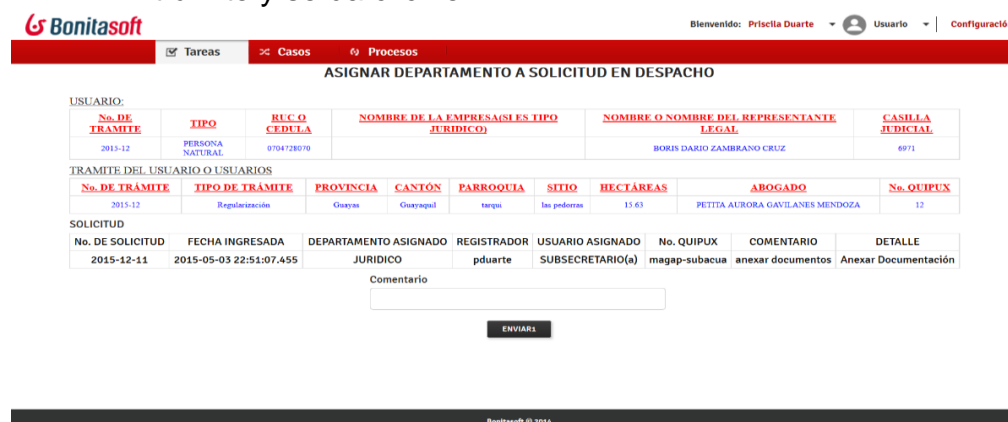 Bonitasoft
Bienvenido: Priscila Duarte Usuario Configuració
Tareas Casos Procesos
ASIGNAR DEPARTAMENTO A SOLICITUD EN DESPACHO
USUARIO:
No. DE TRAMITE TIPO RUC O CEDULA NOMBRE DE LA EMPRESA(SI ES TIPO JURIDICO) NOMBRE O NOMBRE DEL REPRESENTANTE LEGAL CASILLA JUDICIAL
2015-12 PERSONA NATURAL 0704728070 BORIS DARIO ZAMBRANO CRUZ 6971
TRAMITE DEL USUARIO O USUARIOS
No. DE TRÁMITE TIPO DE TRÁMITE PROVINCIA CANTÓN PARROQUIA SITIO HECTÁREAS ABOGADO No. QUIPUX
2015-12 Regularización Guayas Guayaquil tarqui las pedorras 15.63 PETITA AURORA GAVILANES MENDOZA 12
SOLICITUD
No. DE SOLICITUD FECHA INGRESADA DEPARTAMENTO ASIGNADO REGISTRADOR USUARIO ASIGNADO No. QUIPUX COMENTARIO DETALLE
2015-12-11 2015-05-03 22:51:07.455 JURIDICO pduarte SUBSECRETARIO(a) magap-subacua anexar documentos Anexar Documentación
Comentario
ENVIAR1
Bonitasoft © 2014